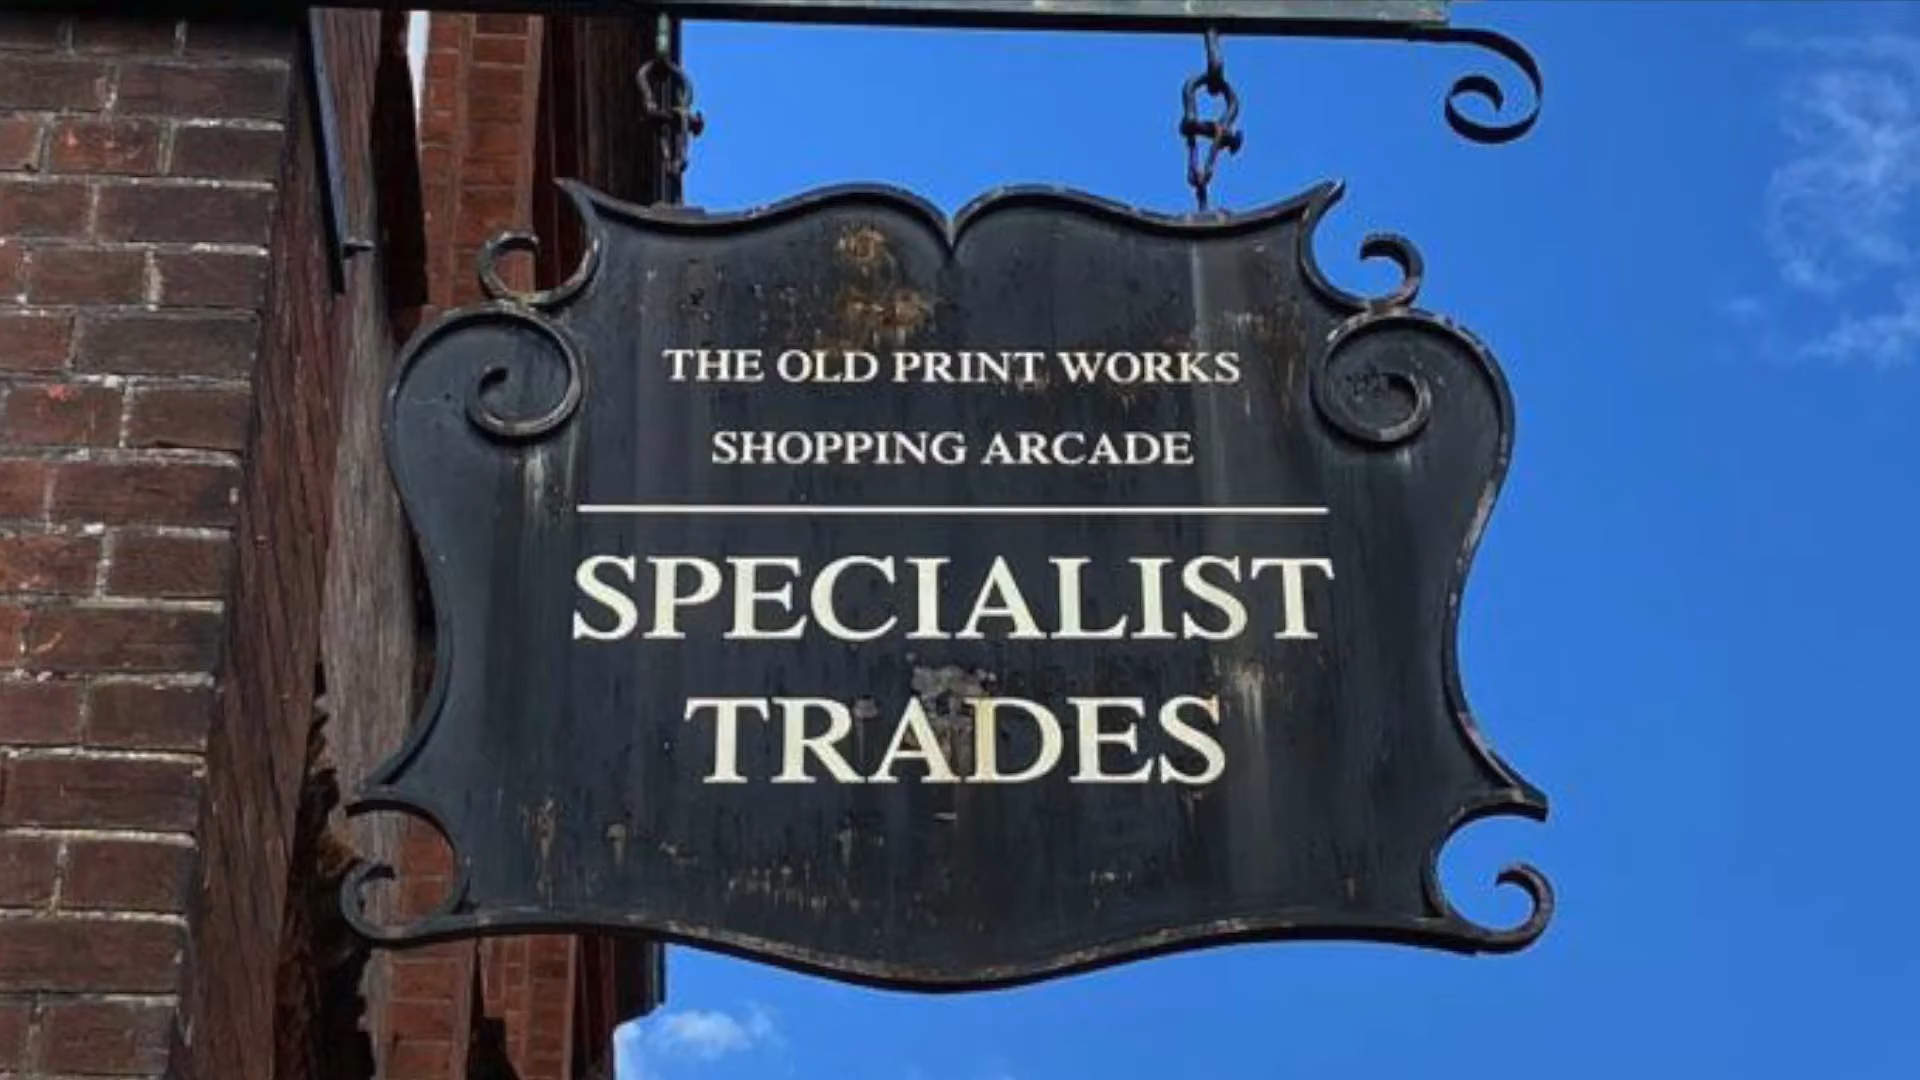 THE OLD PRINT WORKS
SHOPPING ARCADE
SPECIALIST
TRADES